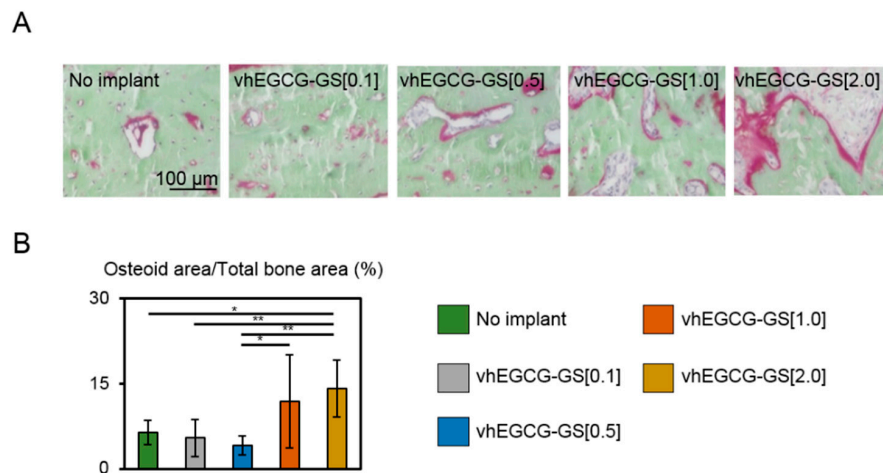 A
No implant
vhEGCG-GS[0.1]
vhEGCG-GS[0.5]
vhEGCG-GS[1.0]
vhEGCG-GS[2.0]
100 µm
B
Osteoid area/Total bone area (%)
30
15
0
*
**
**
*
No implant
vhEGCG-GS[0.1]
vhEGCG-GS[0.5]
vhEGCG-GS[1.0]
vhEGCG-GS[2.0]